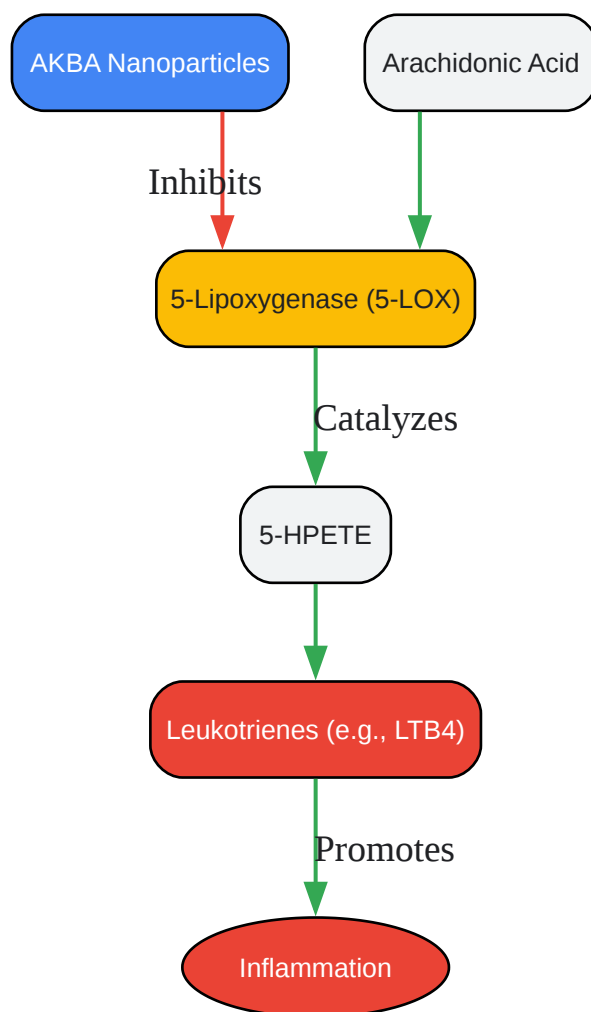 AKBA Nanoparticles
Arachidonic Acid
Inhibits
5-Lipoxygenase (5-LOX)
Catalyzes
5-HPETE
Leukotrienes (e.g., LTB4)
Promotes
Inflammation